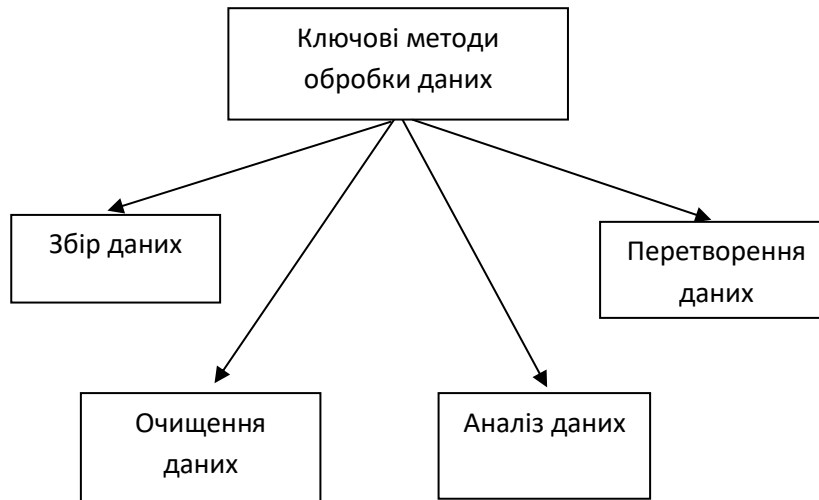 Ключові методи
обробки даних
Збір даних
Перетворення
даних
Очищення
даних
Аналіз даних